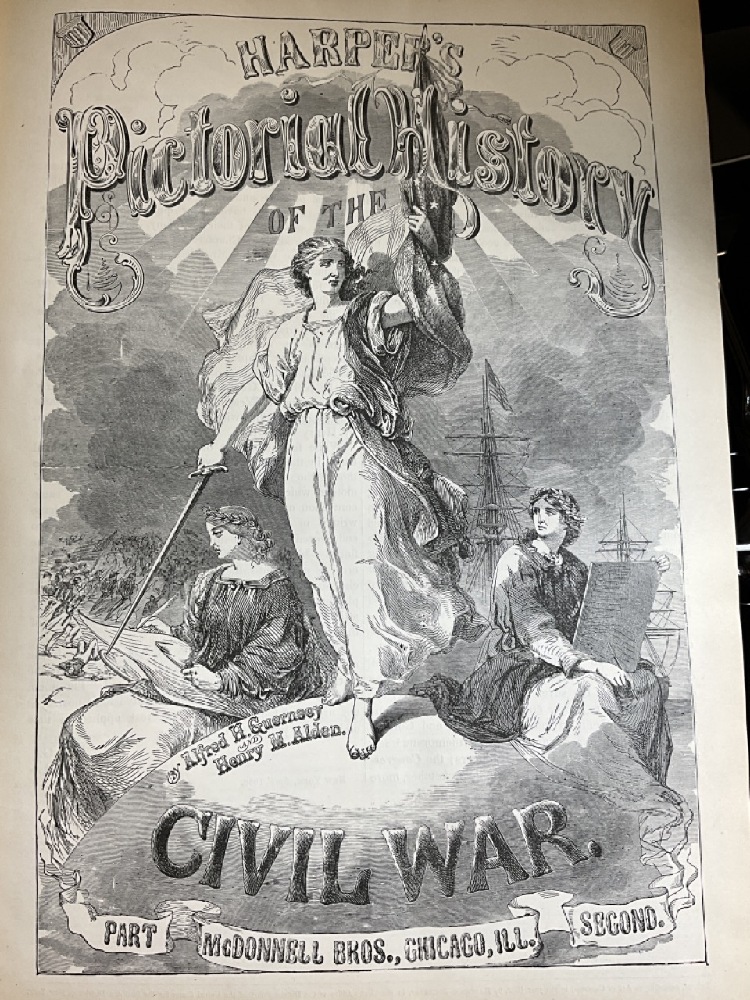 HARPER'S
Pictorial History
OF THE
By Alfred H. Guernsey
AND
Henry M. Alden.
CIVIL WAR.
PART SECOND.
McDONNELL BROS., CHICAGO, ILL.